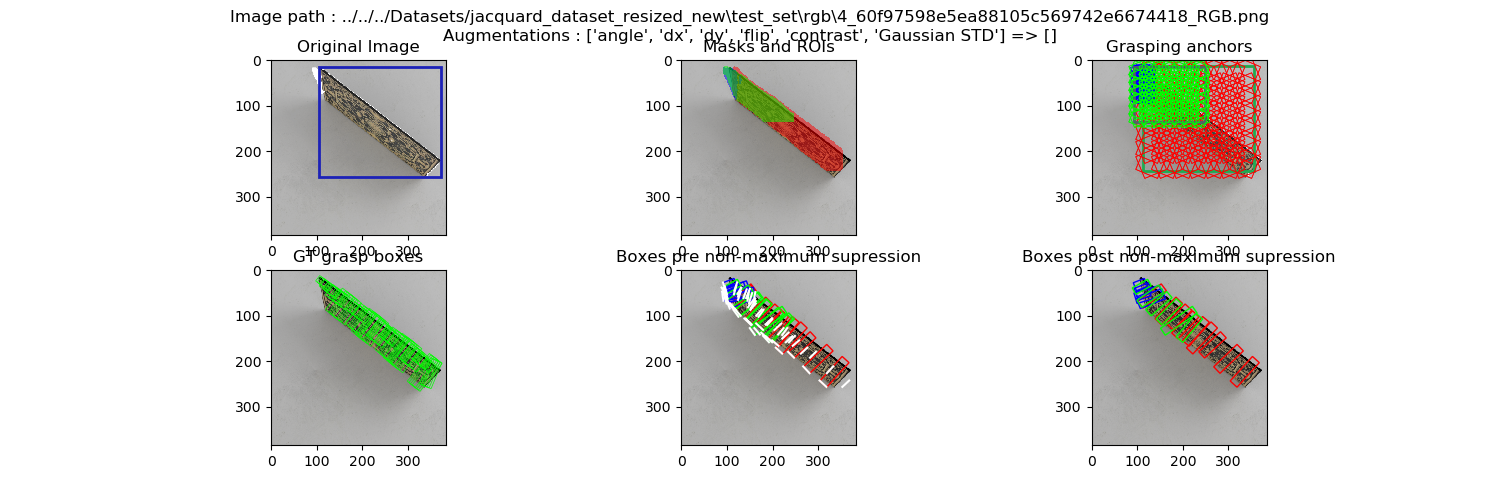 Image path : ../../../Datasets/jacquard_dataset_resized_new\test_set\rgb\4_60f97598e5ea88105c569742e6674418_RGB.png
Augmentations : ['angle', 'dx', 'dy', 'flip', 'contrast', 'Gaussian STD'] => []
Original Image
Masks and ROIs
Grasping anchors
0
100
200
300
0
100
200
300
0
100
200
300
0 100 200 300
0 100 200 300
0 100 200 300
GT grasp boxes
Boxes pre non-maximum supression
Boxes post non-maximum supression
0
100
200
300
0
100
200
300
0
100
200
300
0 100 200 300
0 100 200 300
0 100 200 300